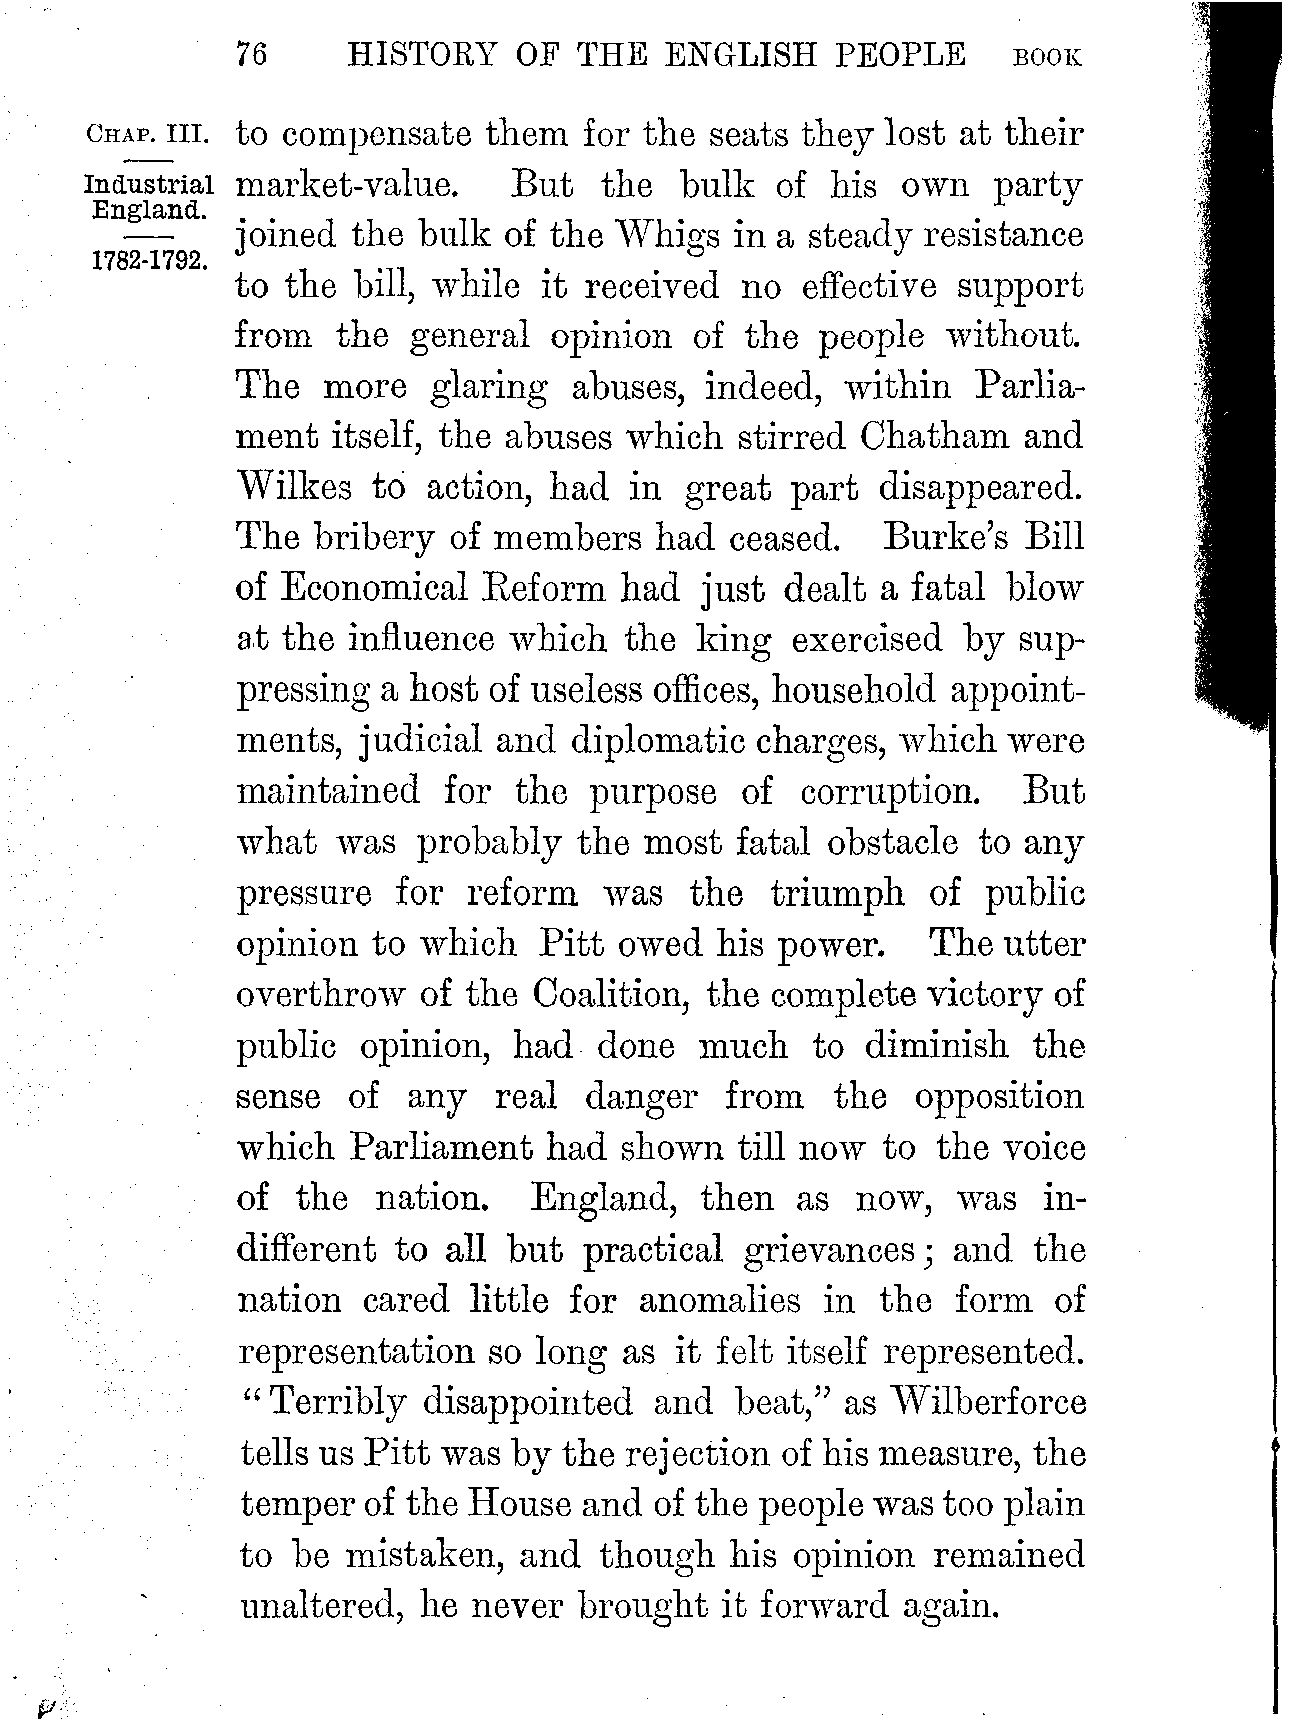 76 HISTORY OF THE ENGLISH PEOPLE BOOK
CHAP. III.
Industrial
England.
1782-1792.
to compensate them for the seats they lost at their
market-value. But the bulk of his own party
joined the bulk of the Whigs in a steady resistance
to the bill, while it received no effective support
from the general opinion of the people without.
The more glaring abuses, indeed, within Parlia-
ment itself, the abuses which stirred Chatham and
Wilkes to action, had in great part disappeared.
The bribery of members had ceased. Burke's Bill
of Economical Reform had just dealt a fatal blow
at the influence which the king exercised by sup-
pressing a host of useless offices, household appoint-
ments, judicial and diplomatic charges, which were
maintained for the purpose of corruption. But
what was probably the most fatal obstacle to any
pressure for reform was the triumph of public
opinion to which Pitt owed his power. The utter
overthrow of the Coalition, the complete victory of
public opinion, had done much to diminish the
sense of any real danger from the opposition
which Parliament had shown till now to the voice
of the nation. England, then as now, was in-
different to all but practical grievances; and the
nation cared little for anomalies in the form of
representation so long as it felt itself represented.
“Terribly disappointed and beat,” as Wilberforce
tells us Pitt was by the rejection of his measure, the
temper of the House and of the people was too plain
to be mistaken, and though his opinion remained
unaltered, he never brought it forward again.